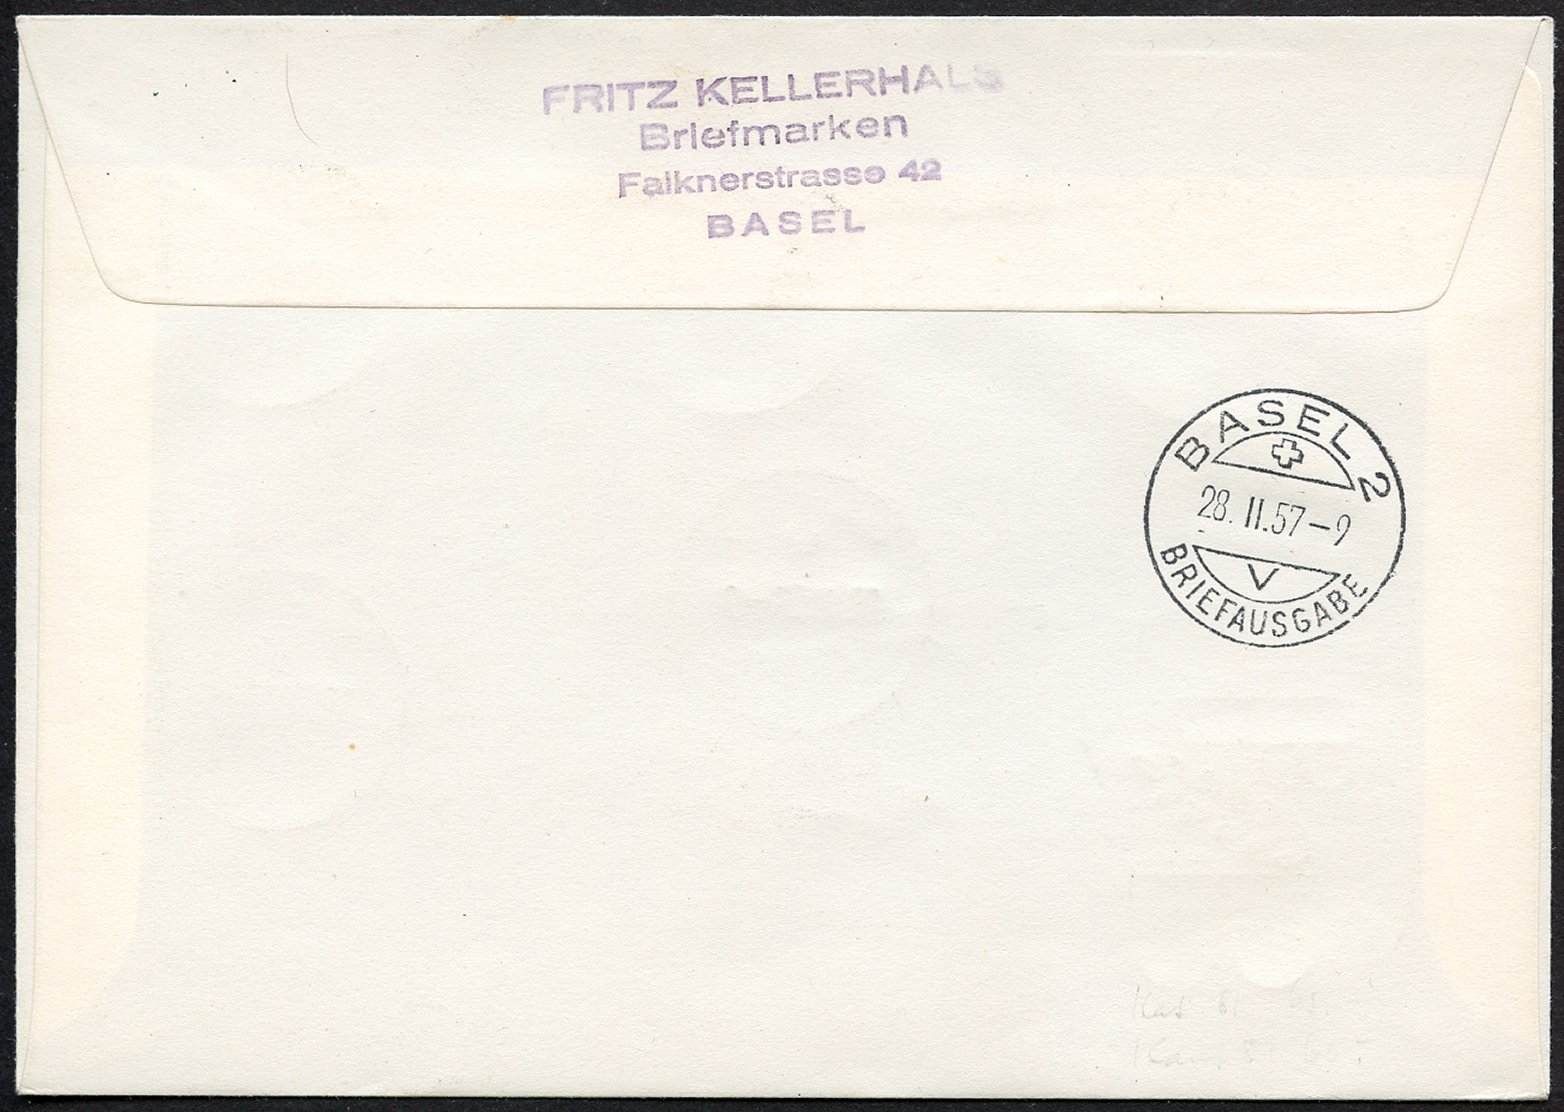 FRITZ KELLERHALS
Briefmarken
Falknerstrasse 42
BASEL
BASEL 2
28. II. 57 – 9
V
BRIEFAUSGABE